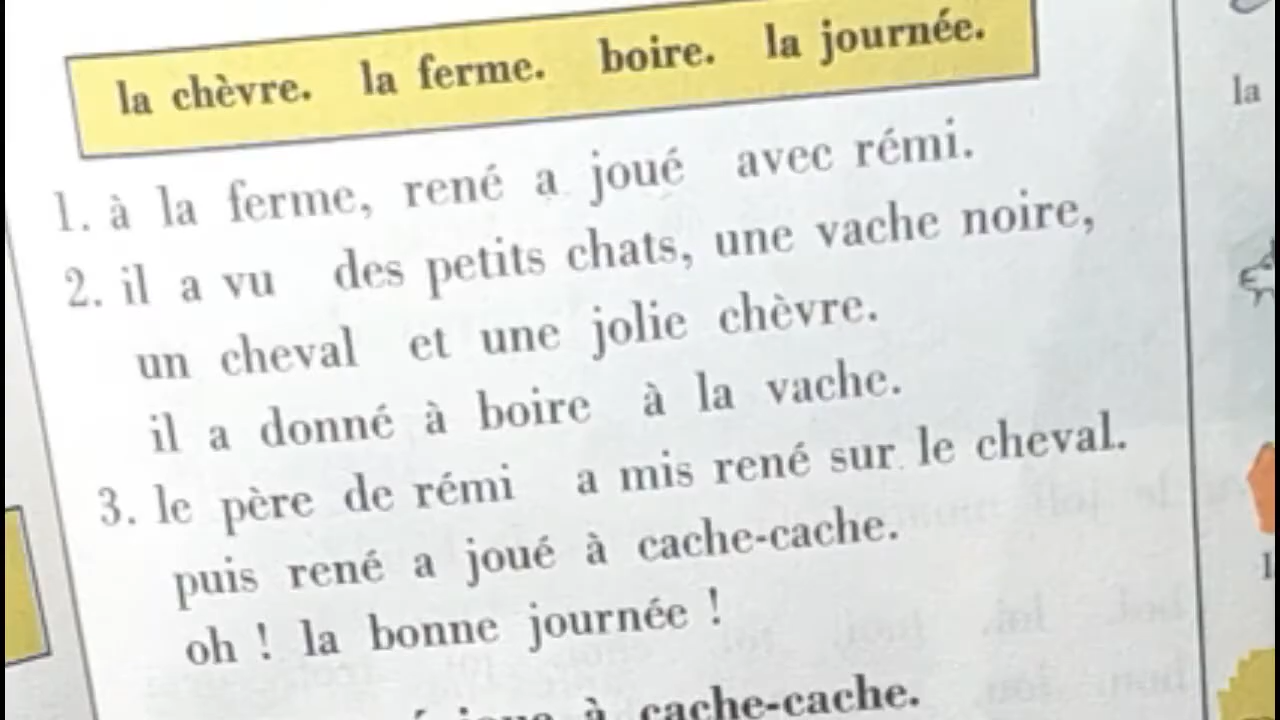 la chèvre. la ferme. boire. la journée.
1. à la ferme, rené a joué avec rémi.
2. il a vu des petits chats, une vache noire,
un cheval et une jolie chèvre.
il a donné à boire à la vache.
3. le père de rémi a mis rené sur le cheval.
puis rené a joué à cache-cache.
oh ! la bonne journée !
à cache-cache.
la